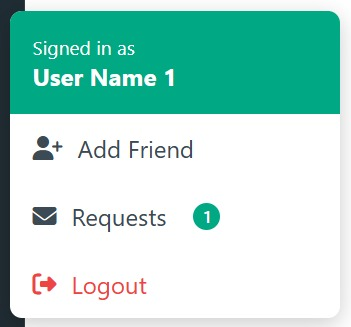 Signed in as
User Name 1
Add Friend
Requests 1
Logout